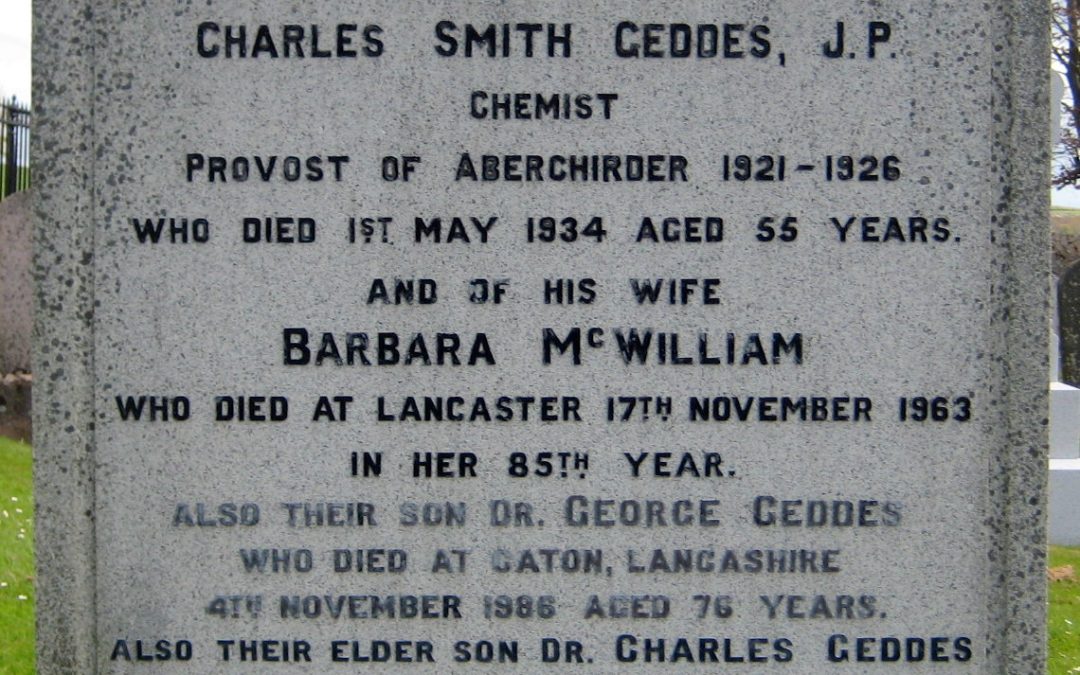 CHARLES SMITH GEDDES, J.P.
CHEMIST
PROVOST OF ABERCHIRDER 1921-1926
WHO DIED 1ST MAY 1934 AGED 55 YEARS.
AND OF HIS WIFE
BARBARA McWILLIAM
WHO DIED AT LANCASTER 17TH NOVEMBER 1963
IN HER 85TH YEAR.
ALSO THEIR SON DR. GEORGE GEDDES
WHO DIED AT CATON, LANCASHIRE
4TH NOVEMBER 1986 AGED 76 YEARS.
ALSO THEIR ELDER SON DR. CHARLES GEDDES